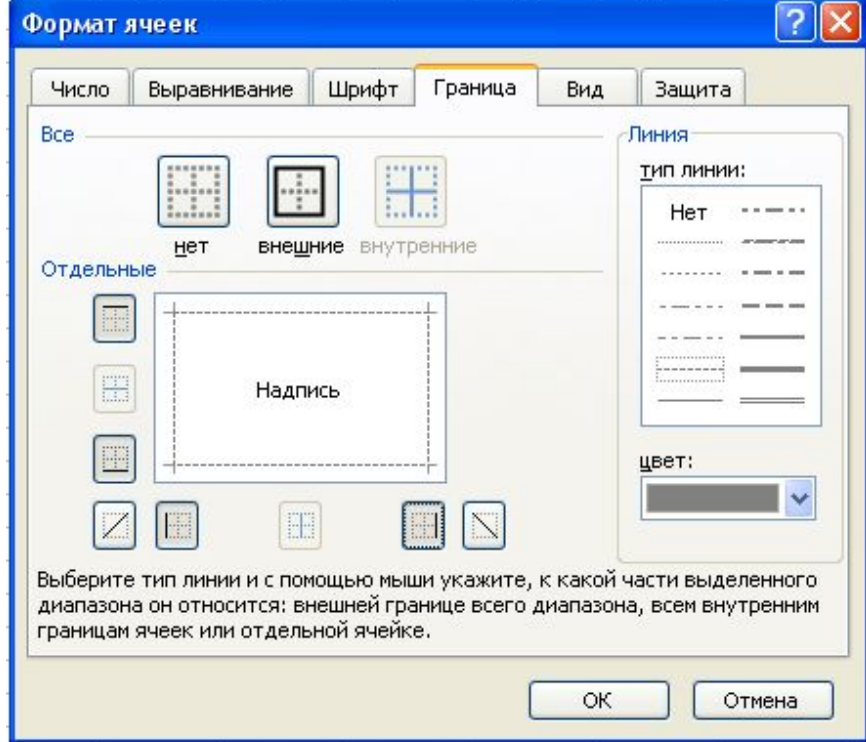 Формат ячеек
Число Выравнивание Шрифт Граница Вид Защита
Все
нет внешние внутренние
Отдельные
Надпись
Линия
тип линии:
Нет
цвет:
Выберите тип линии и с помощью мыши укажите, к какой части выделенного
диапазона он относится: внешней границе всего диапазона, всем внутренним
границам ячеек или отдельной ячейке.
ОК Отмена